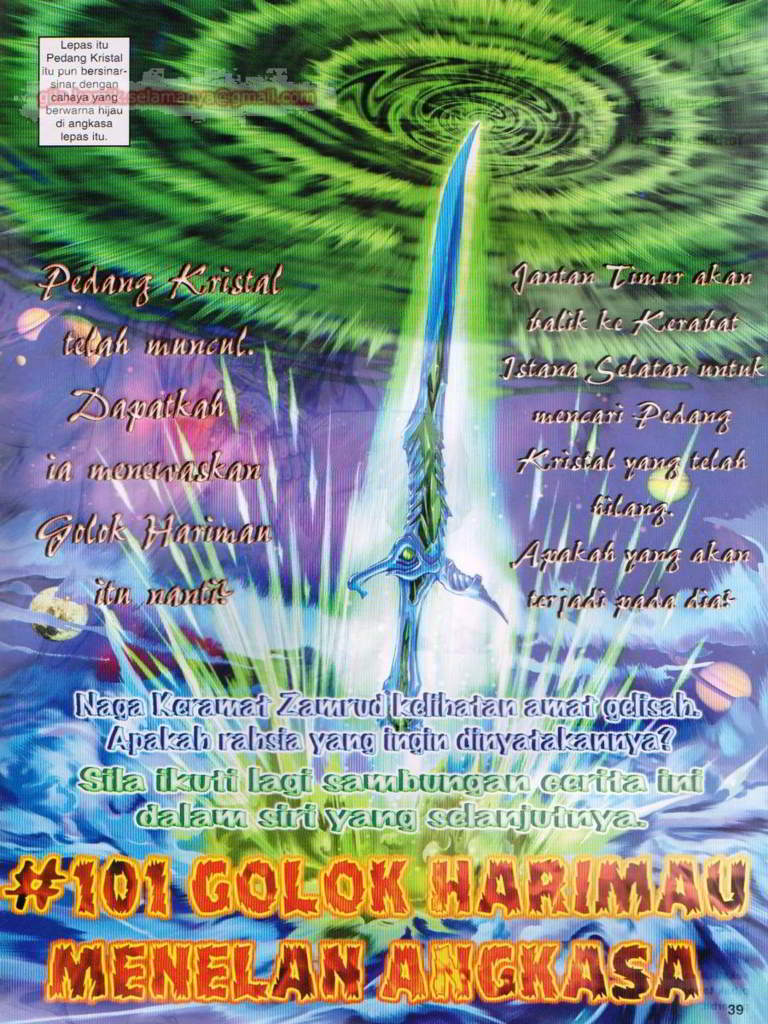 Lepas itu
Pedang Kristal
itu pun bersinar-
sinar dengan
cahaya yang
berwarna hijau
di angkasa
lepas itu.
selamanya@gmail.com
Pedang Kristal
telah muncul.
Dapatkah
ia menewaskan
Golok Harimau
itu nanti?
Jantan Timur akan
balik ke Kerabat
Istana Selatan untuk
mencari Pedang
Kristal yang telah
hilang.
Apakah yang akan
terjadi pada dia?
Naga Keramat Zamrud kelihatan amat gelisah.
Apakah rahsia yang ingin dinyatakannya?
Sila ikuti lagi sambungan cerita ini
dalam siri yang selanjutnya.
#101 GOLOK HARIMAU
MENELAN ANGKASA
39